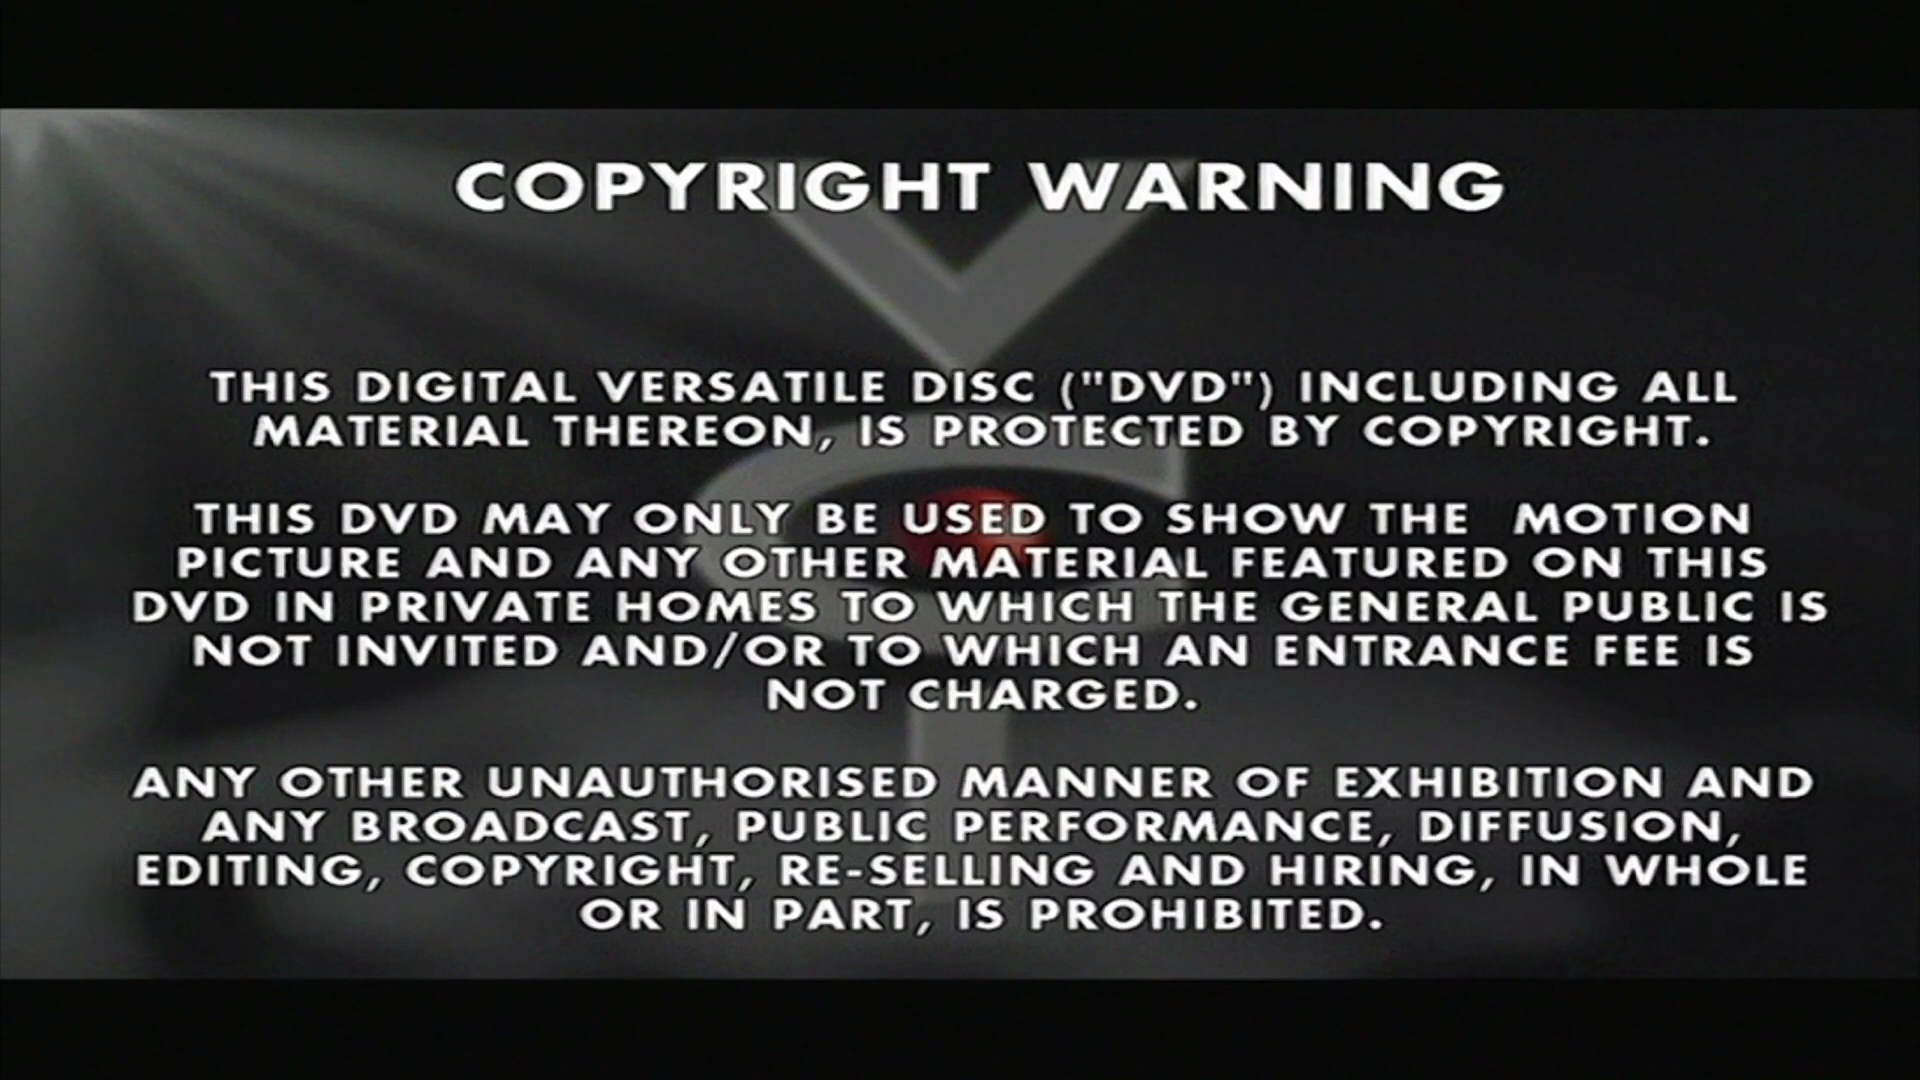 COPYRIGHT WARNING
THIS DIGITAL VERSATILE DISC ("DVD") INCLUDING ALL
MATERIAL THEREON, IS PROTECTED BY COPYRIGHT.
THIS DVD MAY ONLY BE USED TO SHOW THE MOTION
PICTURE AND ANY OTHER MATERIAL FEATURED ON THIS
DVD IN PRIVATE HOMES TO WHICH THE GENERAL PUBLIC IS
NOT INVITED AND/OR TO WHICH AN ENTRANCE FEE IS
NOT CHARGED.
ANY OTHER UNAUTHORISED MANNER OF EXHIBITION AND
ANY BROADCAST, PUBLIC PERFORMANCE, DIFFUSION,
EDITING, COPYRIGHT, RE-SELLING AND HIRING, IN WHOLE
OR IN PART, IS PROHIBITED.